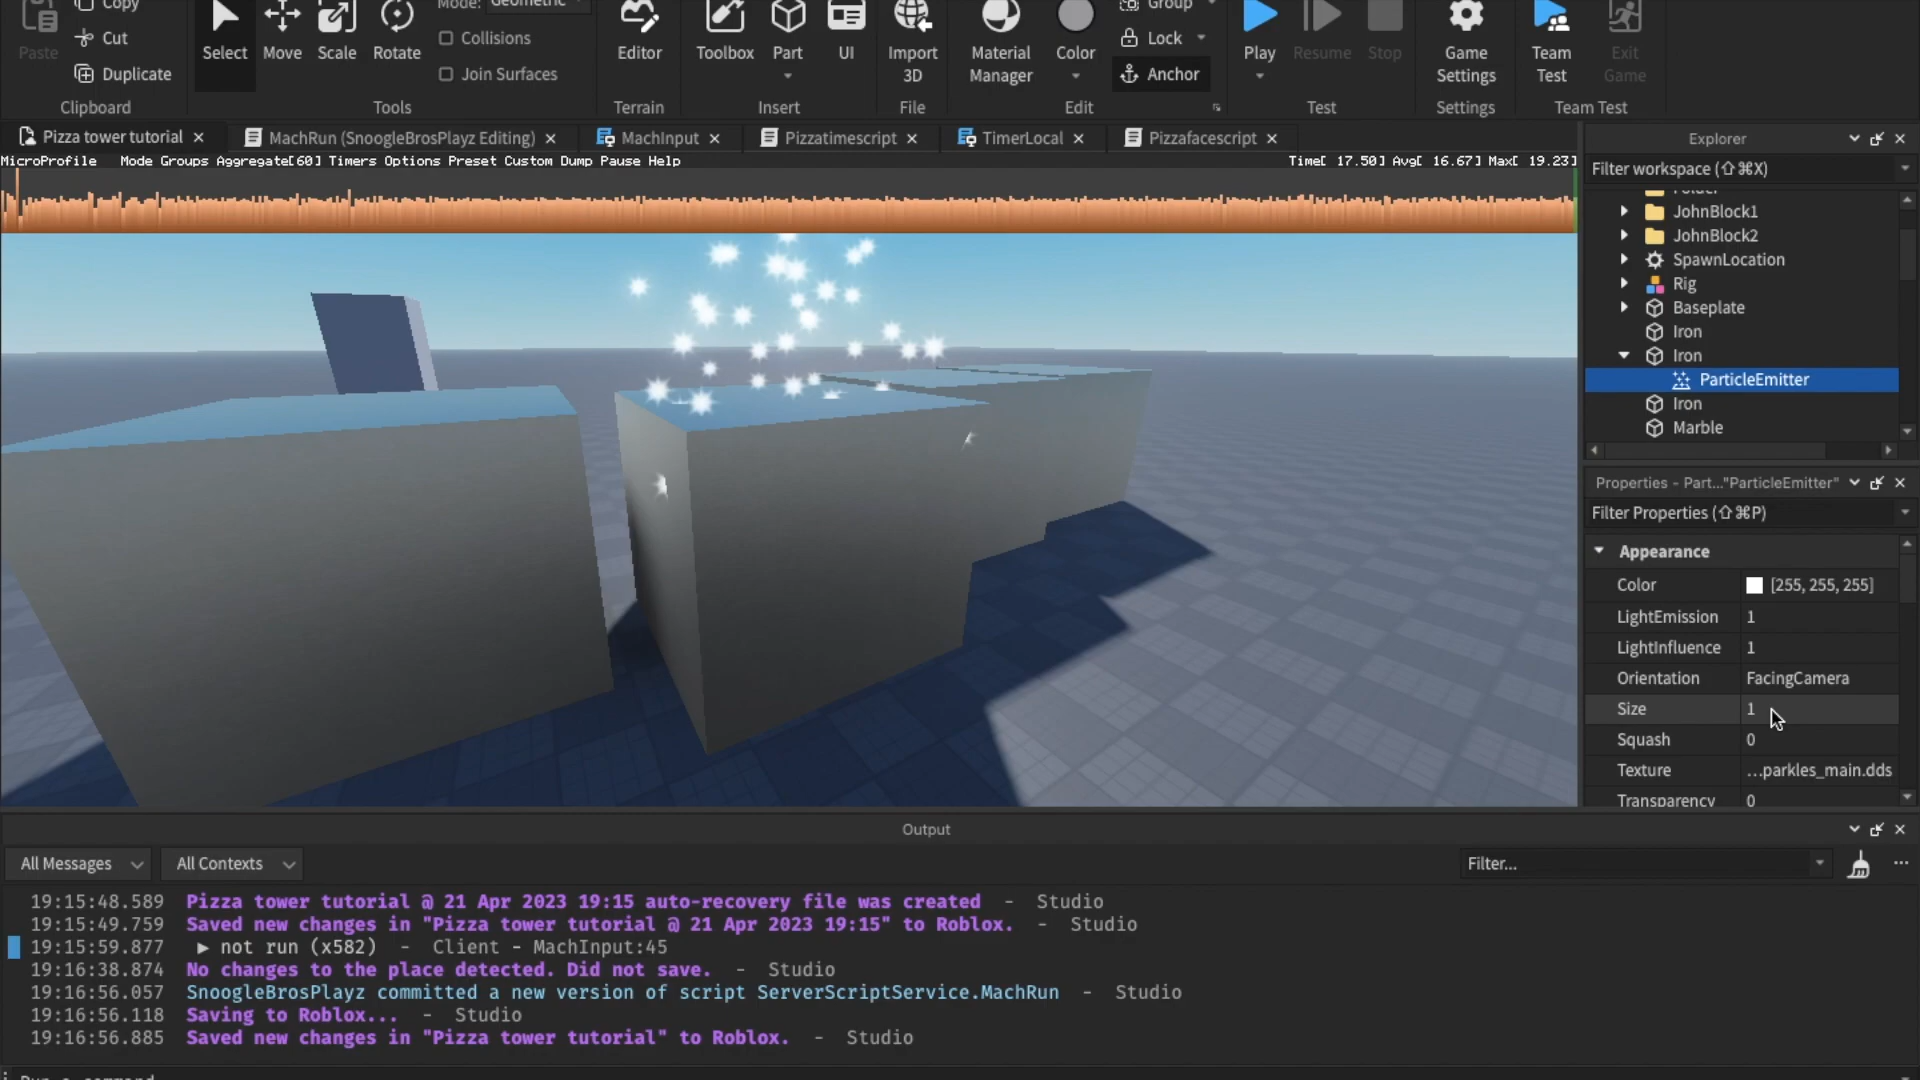 Copy
Mode: Geometric
Group
Paste
Cut
Duplicate
Select
Move
Scale
Rotate
Collisions
Join Surfaces
Editor
Toolbox
Part
UI
Import
3D
Material
Manager
Color
Lock
Anchor
Play
Resume
Stop
Game
Settings
Team
Test
Exit
Game
Clipboard
Tools
Terrain
Insert
File
Edit
Test
Settings
Team Test
Pizza tower tutorial
MachRun (SnoogleBrosPlayz Editing)
MachInput
Pizzatimescript
TimerLocal
Pizzafacescript
MicroProfile Mode Groups Aggregate[60] Timers Options Preset Custom Dump Pause Help
Time[ 17.50] Avg[ 16.67] Max[ 19.23]
Explorer
Filter workspace (⇧⌘X)
Folder
JohnBlock1
JohnBlock2
SpawnLocation
Rig
Baseplate
Iron
Iron
ParticleEmitter
Iron
Marble
Properties - Part..."ParticleEmitter"
Filter Properties (⇧⌘P)
Appearance
Color [255, 255, 255]
LightEmission 1
LightInfluence 1
Orientation FacingCamera
Size 1
Squash 0
Texture ...parkles_main.dds
Transparency 0
Output
All Messages
All Contexts
Filter...
19:15:48.589 Pizza tower tutorial @ 21 Apr 2023 19:15 auto-recovery file was created - Studio
19:15:49.759 Saved new changes in "Pizza tower tutorial @ 21 Apr 2023 19:15" to Roblox. - Studio
19:15:59.877 ▶ not run (x582) - Client - MachInput:45
19:16:38.874 No changes to the place detected. Did not save. - Studio
19:16:56.057 SnoogleBrosPlayz committed a new version of script ServerScriptService.MachRun - Studio
19:16:56.118 Saving to Roblox... - Studio
19:16:56.885 Saved new changes in "Pizza tower tutorial" to Roblox. - Studio
Run a command